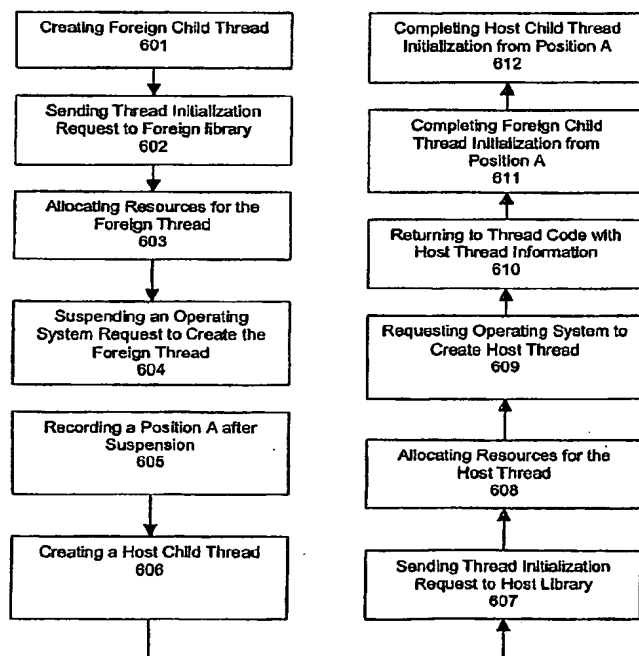 Creating Foreign Child Thread
601
Sending Thread Initialization
Request to Foreign library
602
Allocating Resources for the
Foreign Thread
603
Suspending an Operating
System Request to Create the
Foreign Thread
604
Recording a Position A after
Suspension
605
Creating a Host Child Thread
606
Sending Thread Initialization
Request to Host Library
607
Allocating Resources for the
Host Thread
608
Requesting Operating System to
Create Host Thread
609
Returning to Thread Code with
Host Thread Information
610
Completing Foreign Child
Thread Initialization from
Position A
611
Completing Host Child Thread
Initialization from Position A
612